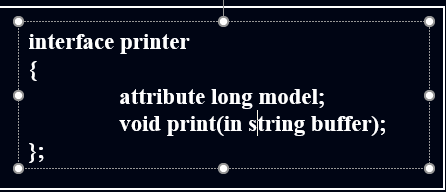 interface printer
{
attribute long model;
void print(in string buffer);
};